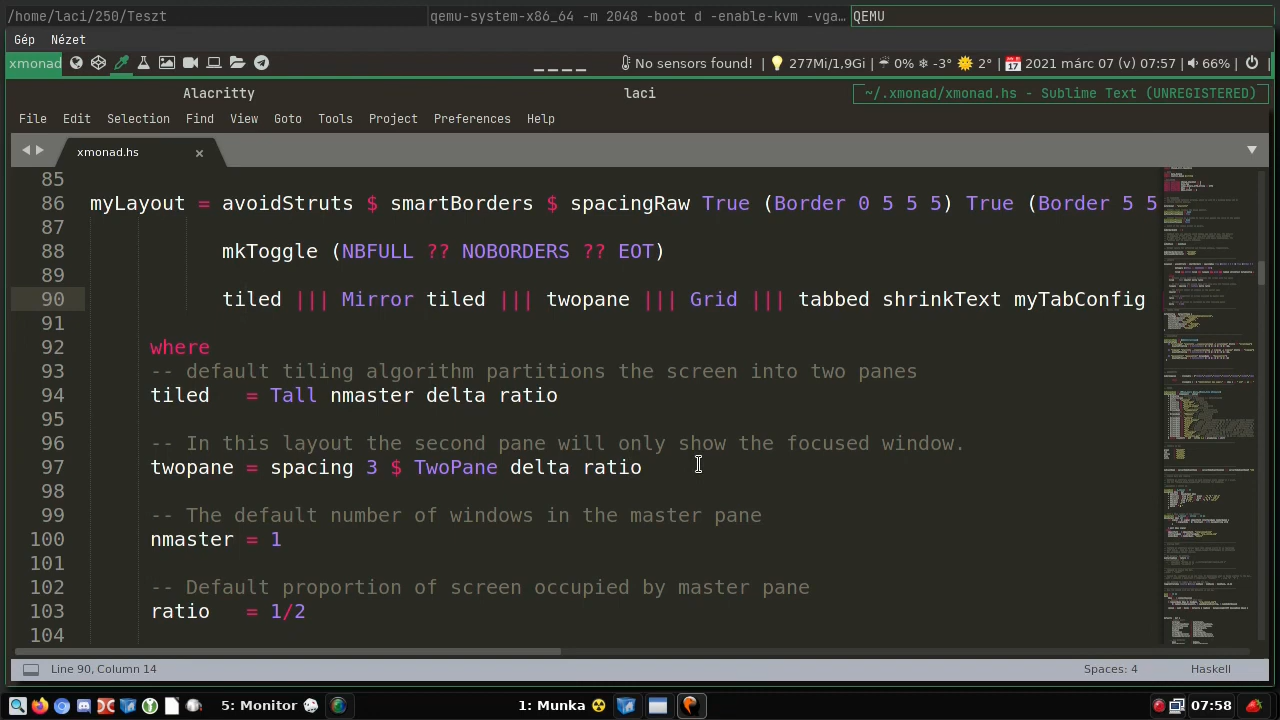 /home/laci/250/Teszt qemu-system-x86_64 -m 2048 -boot d -enable-kvm -vga… QEMU
Gép Nézet
xmonad No sensors found! | 277Mi/1,9Gi | 0% -3° 2° | 17 2021 márc 07 (v) 07:57 | 66% |
Alacritty laci ~/.xmonad/xmonad.hs - Sublime Text (UNREGISTERED)
File Edit Selection Find View Goto Tools Project Preferences Help
xmonad.hs ×
85
86 myLayout = avoidStruts $ smartBorders $ spacingRaw True (Border 0 5 5 5) True (Border 5 5
87
88 mkToggle (NBFULL ?? NOBORDERS ?? EOT)
89
90 tiled ||| Mirror tiled ||| twopane ||| Grid ||| tabbed shrinkText myTabConfig
91
92 where
93 -- default tiling algorithm partitions the screen into two panes
94 tiled = Tall nmaster delta ratio
95
96 -- In this layout the second pane will only show the focused window.
97 twopane = spacing 3 $ TwoPane delta ratio
98
99 -- The default number of windows in the master pane
100 nmaster = 1
101
102 -- Default proportion of screen occupied by master pane
103 ratio = 1/2
104
Line 90, Column 14 Spaces: 4 Haskell
5: Monitor 1: Munka 07:58